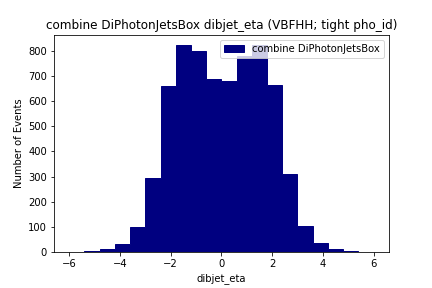 combine DiPhotonJetsBox dibjet_eta (VBFHH; tight pho_id)
combine DiPhotonJetsBox
Number of Events
800
700
600
500
400
300
200
100
0
−6 −4 −2 0 2 4 6
dibjet_eta